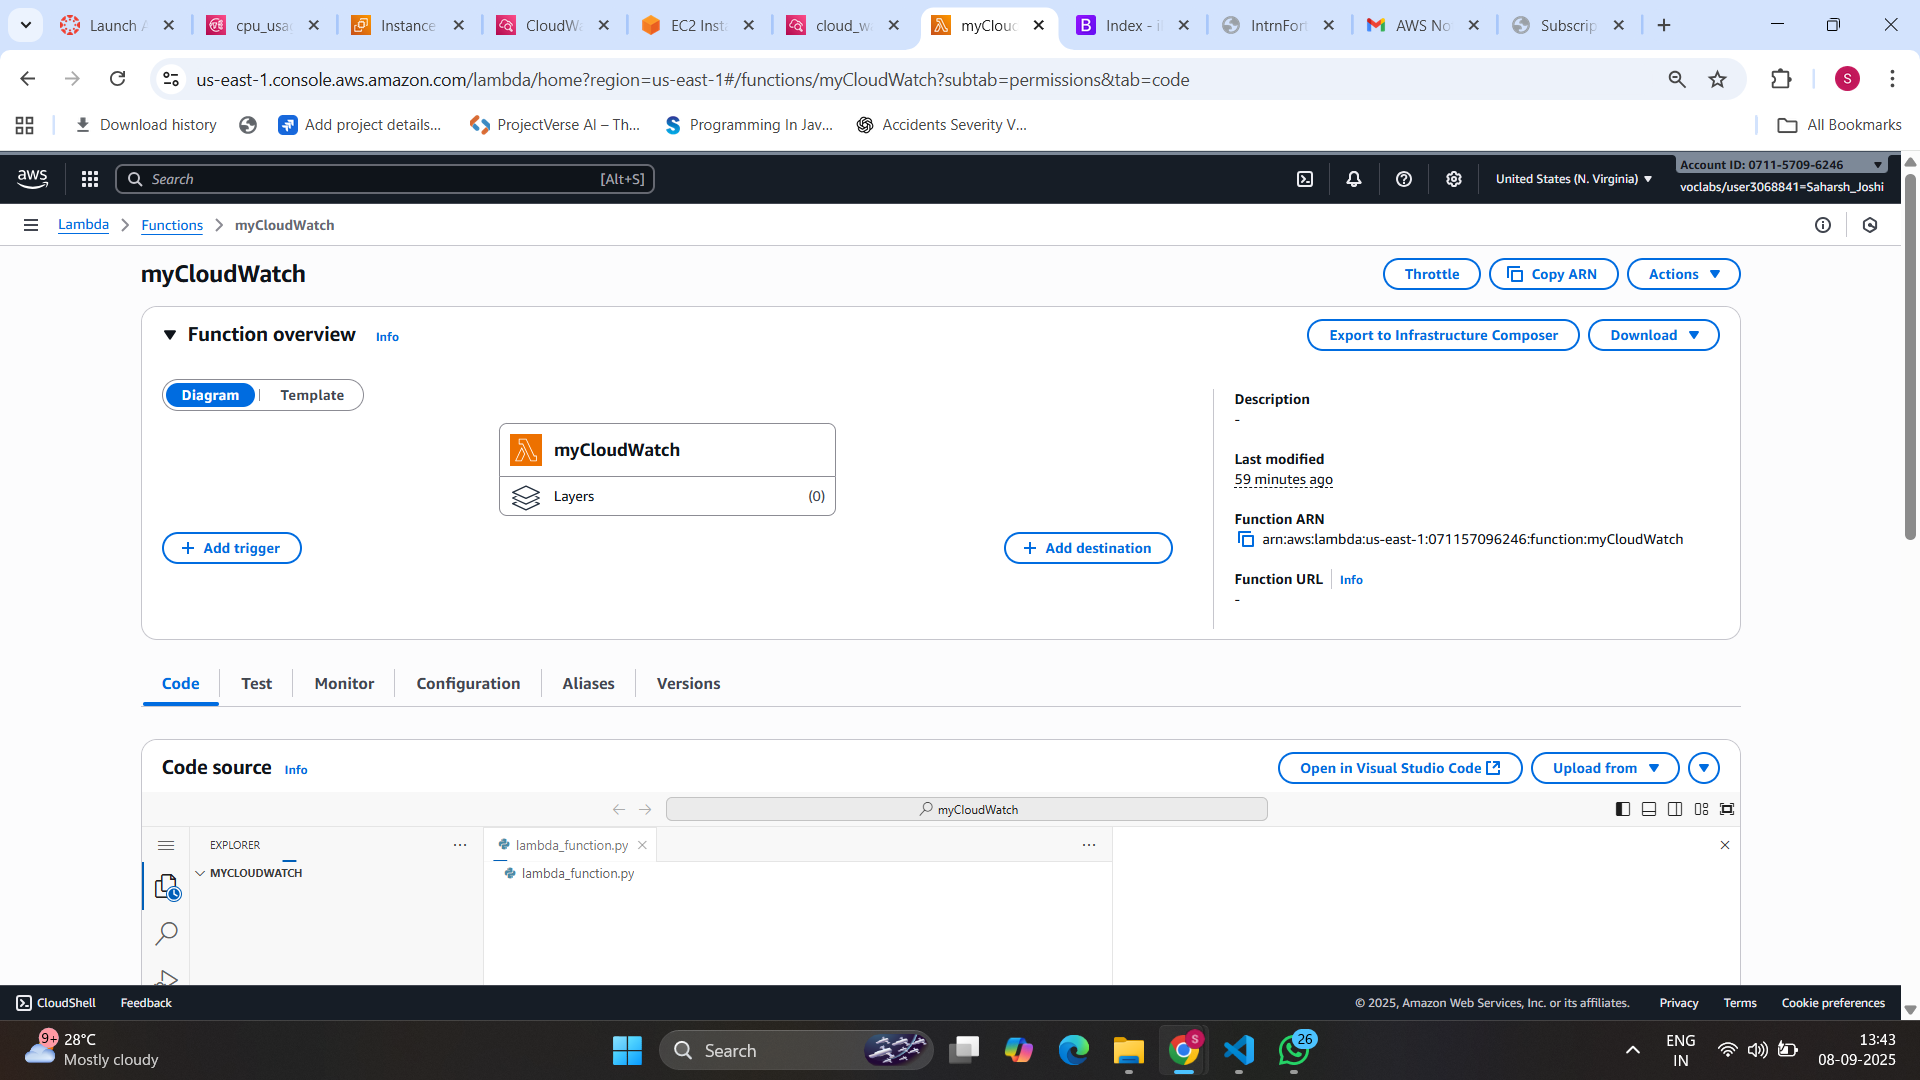 Launch A
cpu_usa
Instance
CloudWa
EC2 Inst
cloud_wa
myClouc
Index - i
IntrnFort
AWS No
Subscrip
us-east-1.console.aws.amazon.com/lambda/home?region=us-east-1#/functions/myCloudWatch?subtab=permissions&tab=code
S
Download history
Add project details...
ProjectVerse AI – Th...
Programming In Jav...
Accidents Severity V...
All Bookmarks
aws
Search
[Alt+S]
United States (N. Virginia)
Account ID: 0711-5709-6246
voclabs/user3068841=Saharsh_Joshi
Lambda
Functions
myCloudWatch
myCloudWatch
Throttle
Copy ARN
Actions
Function overview
Info
Export to Infrastructure Composer
Download
Diagram
Template
myCloudWatch
Layers
(0)
Add trigger
Add destination
Description
-
Last modified
59 minutes ago
Function ARN
arn:aws:lambda:us-east-1:071157096246:function:myCloudWatch
Function URL
Info
-
Code
Test
Monitor
Configuration
Aliases
Versions
Code source
Info
Open in Visual Studio Code
Upload from
myCloudWatch
EXPLORER
lambda_function.py
MYCLOUDWATCH
lambda_function.py
CloudShell
Feedback
© 2025, Amazon Web Services, Inc. or its affiliates.
Privacy
Terms
Cookie preferences
9+
28°C
Mostly cloudy
Search
S
26
ENG
IN
13:43
08-09-2025